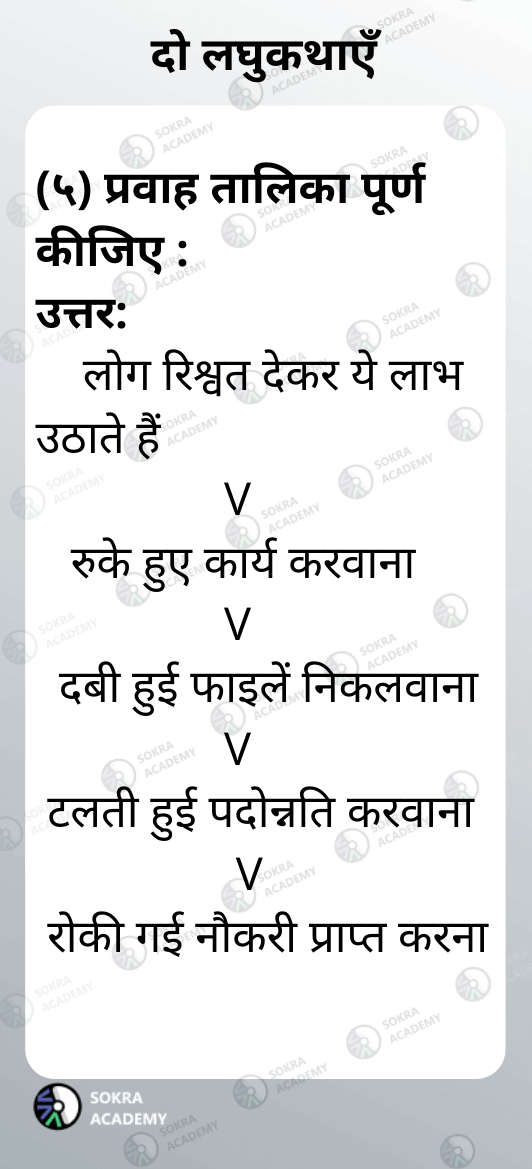 दो लघुकथाएँ
(५) प्रवाह तालिका पूर्ण
कीजिए :
उत्तर:
लोग रिश्वत देकर ये लाभ
उठाते हैं
V
रुके हुए कार्य करवाना
V
दबी हुई फाइलें निकलवाना
V
टलती हुई पदोन्नति करवाना
V
रोकी गई नौकरी प्राप्त करना
SOKRA
ACADEMY